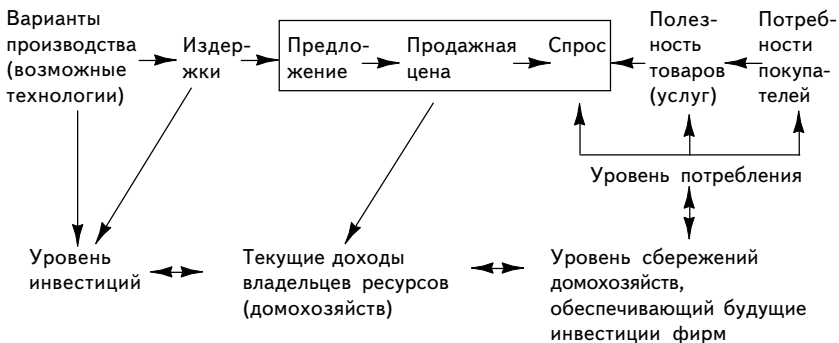 Варианты
производства
(возможные
технологии)
Издер-
жки
Предло-
жение
Продажная
цена
Спрос
Полез-
ность
товаров
(услуг)
Потреб-
ности
покупа-
телей
Уровень потребления
Уровень
инвестиций
Текущие доходы
владельцев ресурсов
(домохозяйств)
Уровень сбережений
домохозяйств,
обеспечивающий будущие
инвестиции фирм